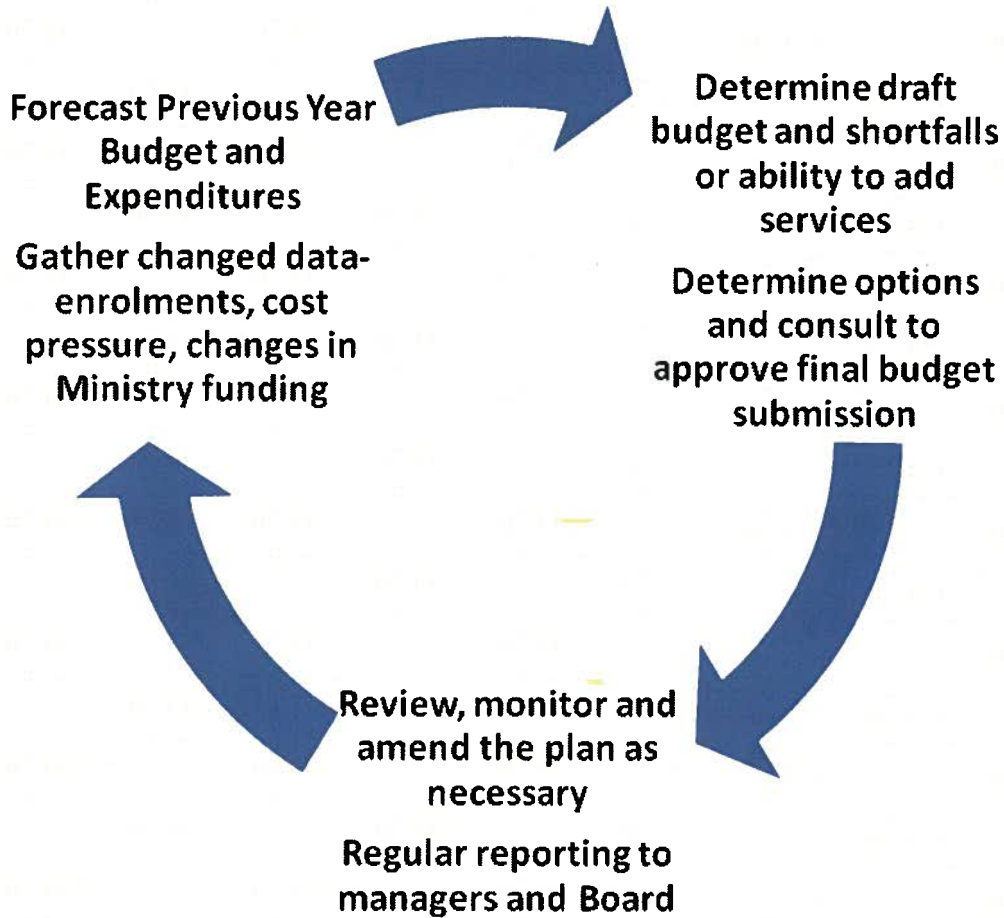 Forecast Previous Year
Budget and
Expenditures
Gather changed data-
enrolments, cost
pressure, changes in
Ministry funding
Determine draft
budget and shortfalls
or ability to add
services
Determine options
and consult to
approve final budget
submission
Review, monitor and
amend the plan as
necessary
Regular reporting to
managers and Board